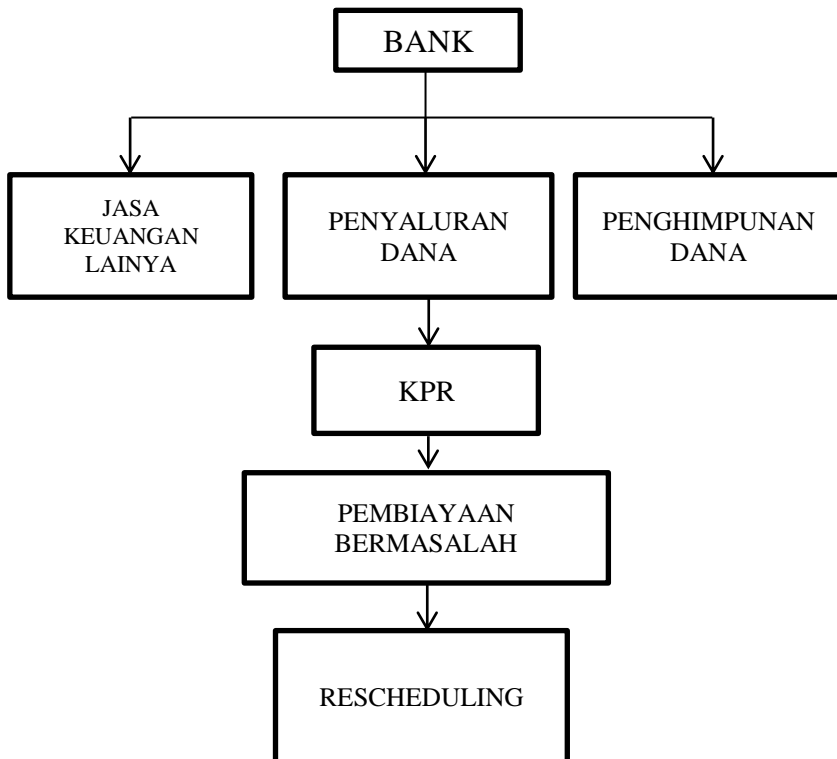 BANK
JASA
KEUANGAN
LAINYA
PENYALURAN
DANA
PENGHIMPUNAN
DANA
KPR
PEMBIAYAAN
BERMASALAH
RESCHEDULING